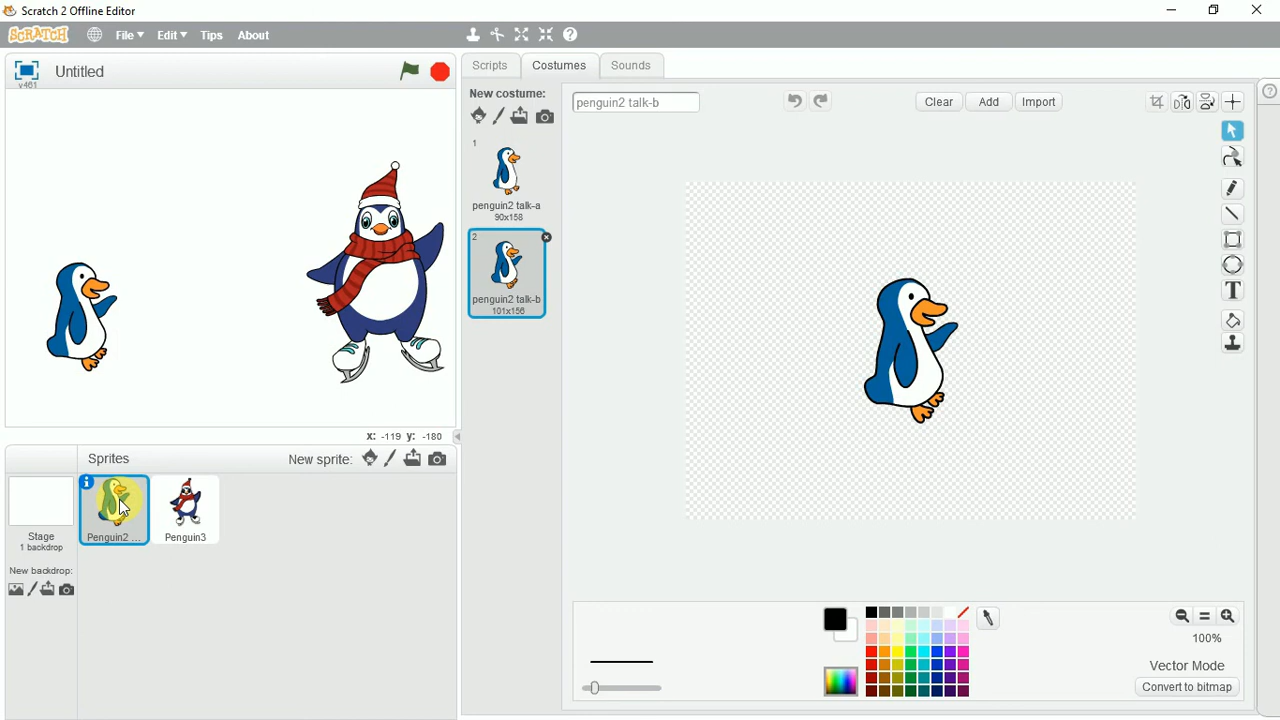 Scratch 2 Offline Editor
SCRATCH File Edit Tips About
Untitled
v461
Scripts Costumes Sounds
New costume:
1
penguin2 talk-a
90x158
2
penguin2 talk-b
101x156
penguin2 talk-b
Clear Add Import
T
x: -119 y: -180
Sprites New sprite:
Stage
1 backdrop
New backdrop:
Penguin2 ...
Penguin3
100%
Vector Mode
Convert to bitmap